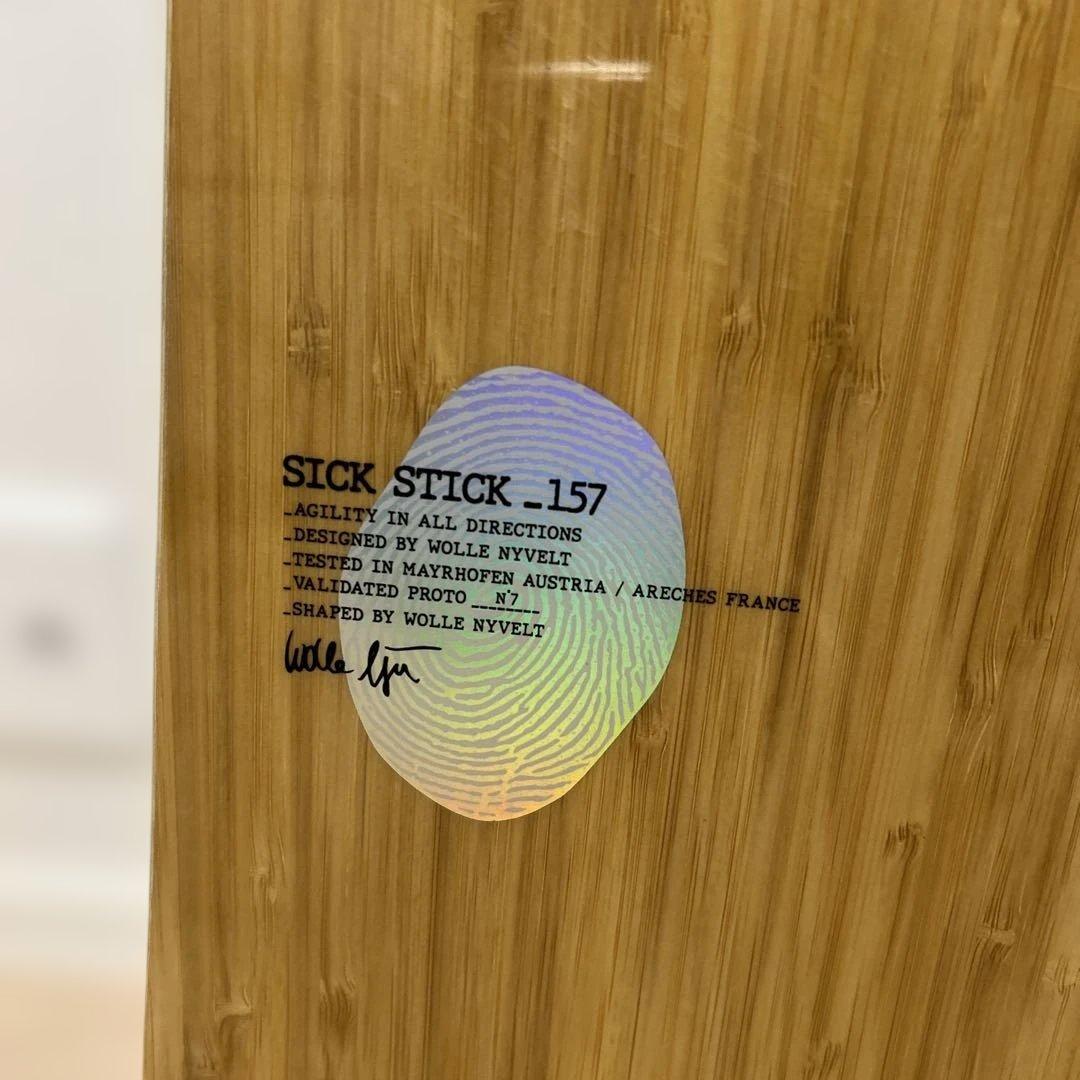 SICK STICK _157
_AGILITY IN ALL DIRECTIONS
_DESIGNED BY WOLLE NYVELT
_TESTED IN MAYRHOFEN AUSTRIA / ARECHES FRANCE
_VALIDATED PROTO N°7
_SHAPED BY WOLLE NYVELT
Wolle